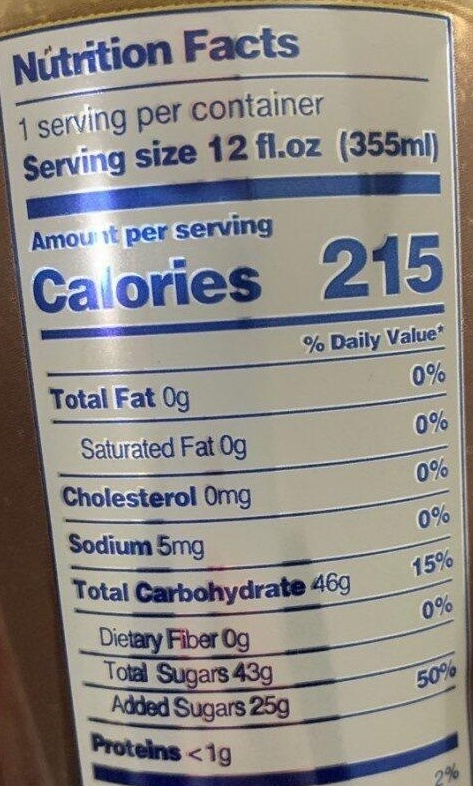 Nutrition Facts
1 serving per container
Serving size 12 fl.oz (355ml)
Amount per serving
Calories 215
% Daily Value*
Total Fat 0g 0%
Saturated Fat 0g 0%
Cholesterol 0mg 0%
Sodium 5mg 0%
Total Carbohydrate 46g 15%
Dietary Fiber 0g 0%
Total Sugars 43g
Added Sugars 25g 50%
Proteins <1g
2%